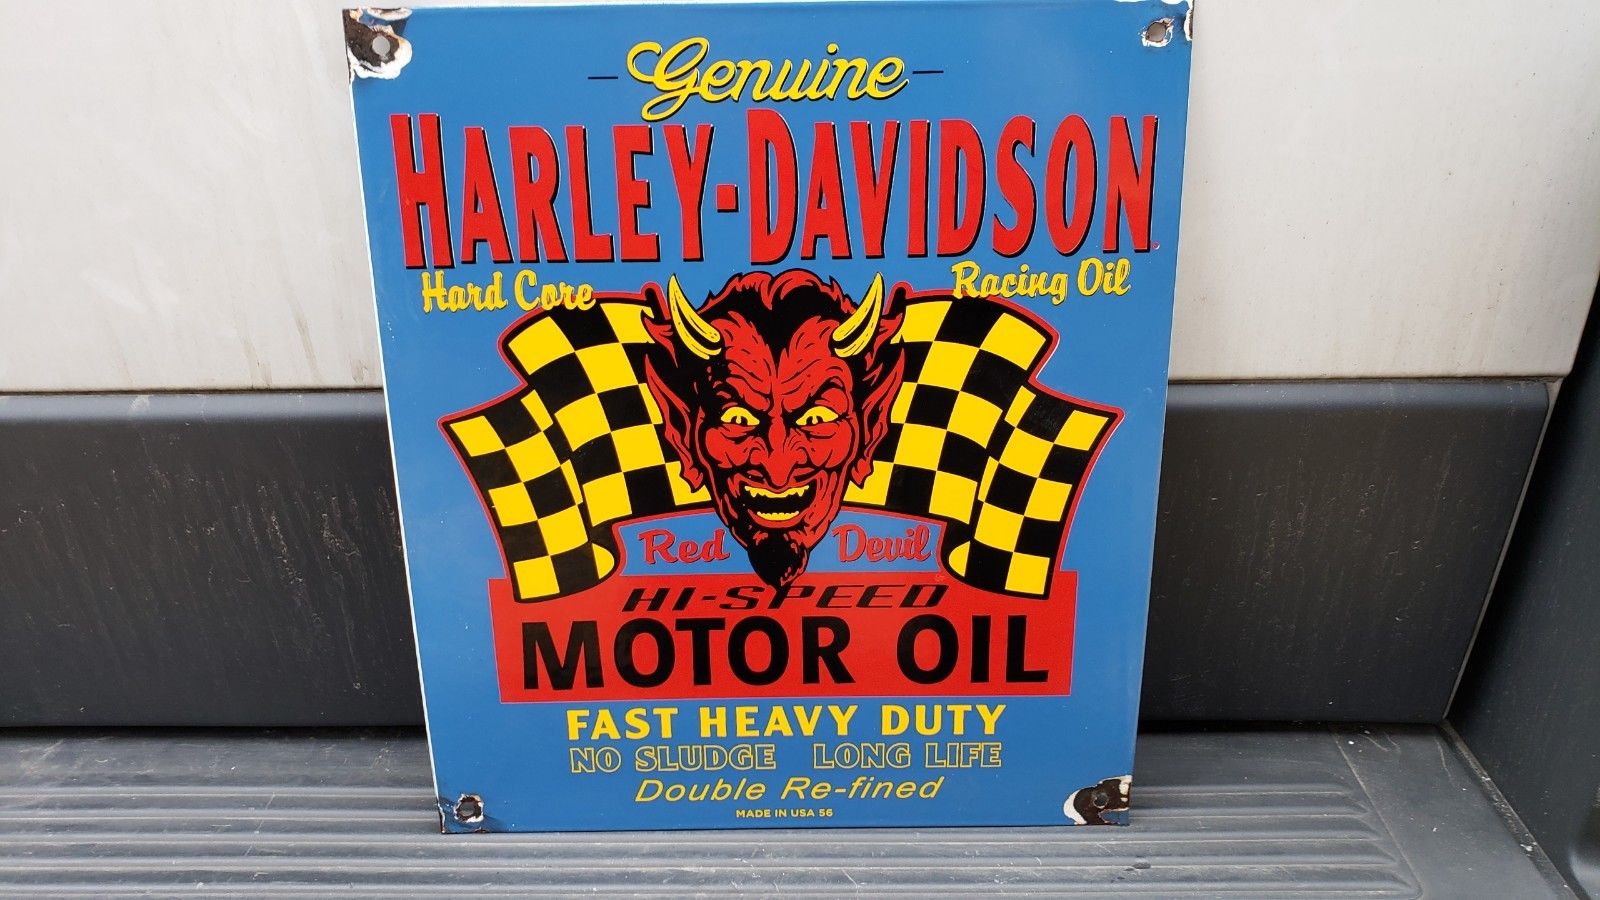 Genuine
HARLEY-DAVIDSON
Hard Core Racing Oil
Red Devil
HI-SPEED
MOTOR OIL
FAST HEAVY DUTY
NO SLUDGE LONG LIFE
Double Re-fined
MADE IN USA 56